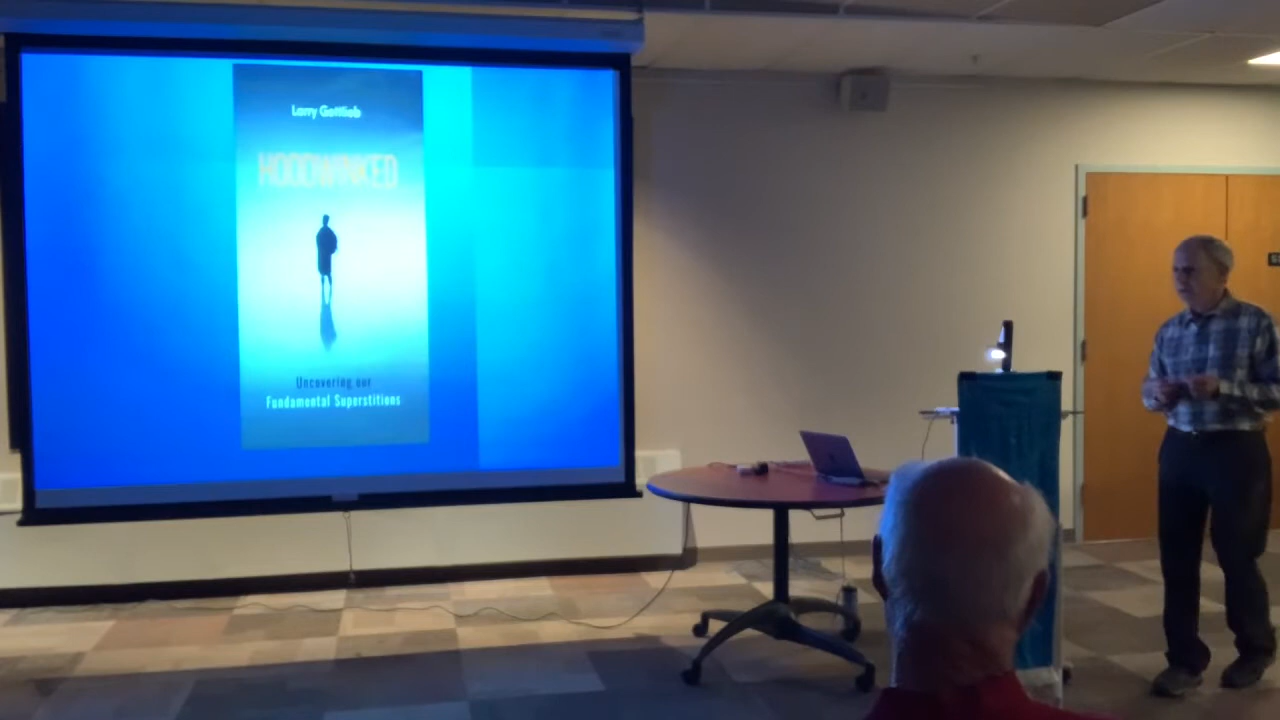 Larry Gottlieb
HOODWINKED
Uncovering our
Fundamental Superstitions